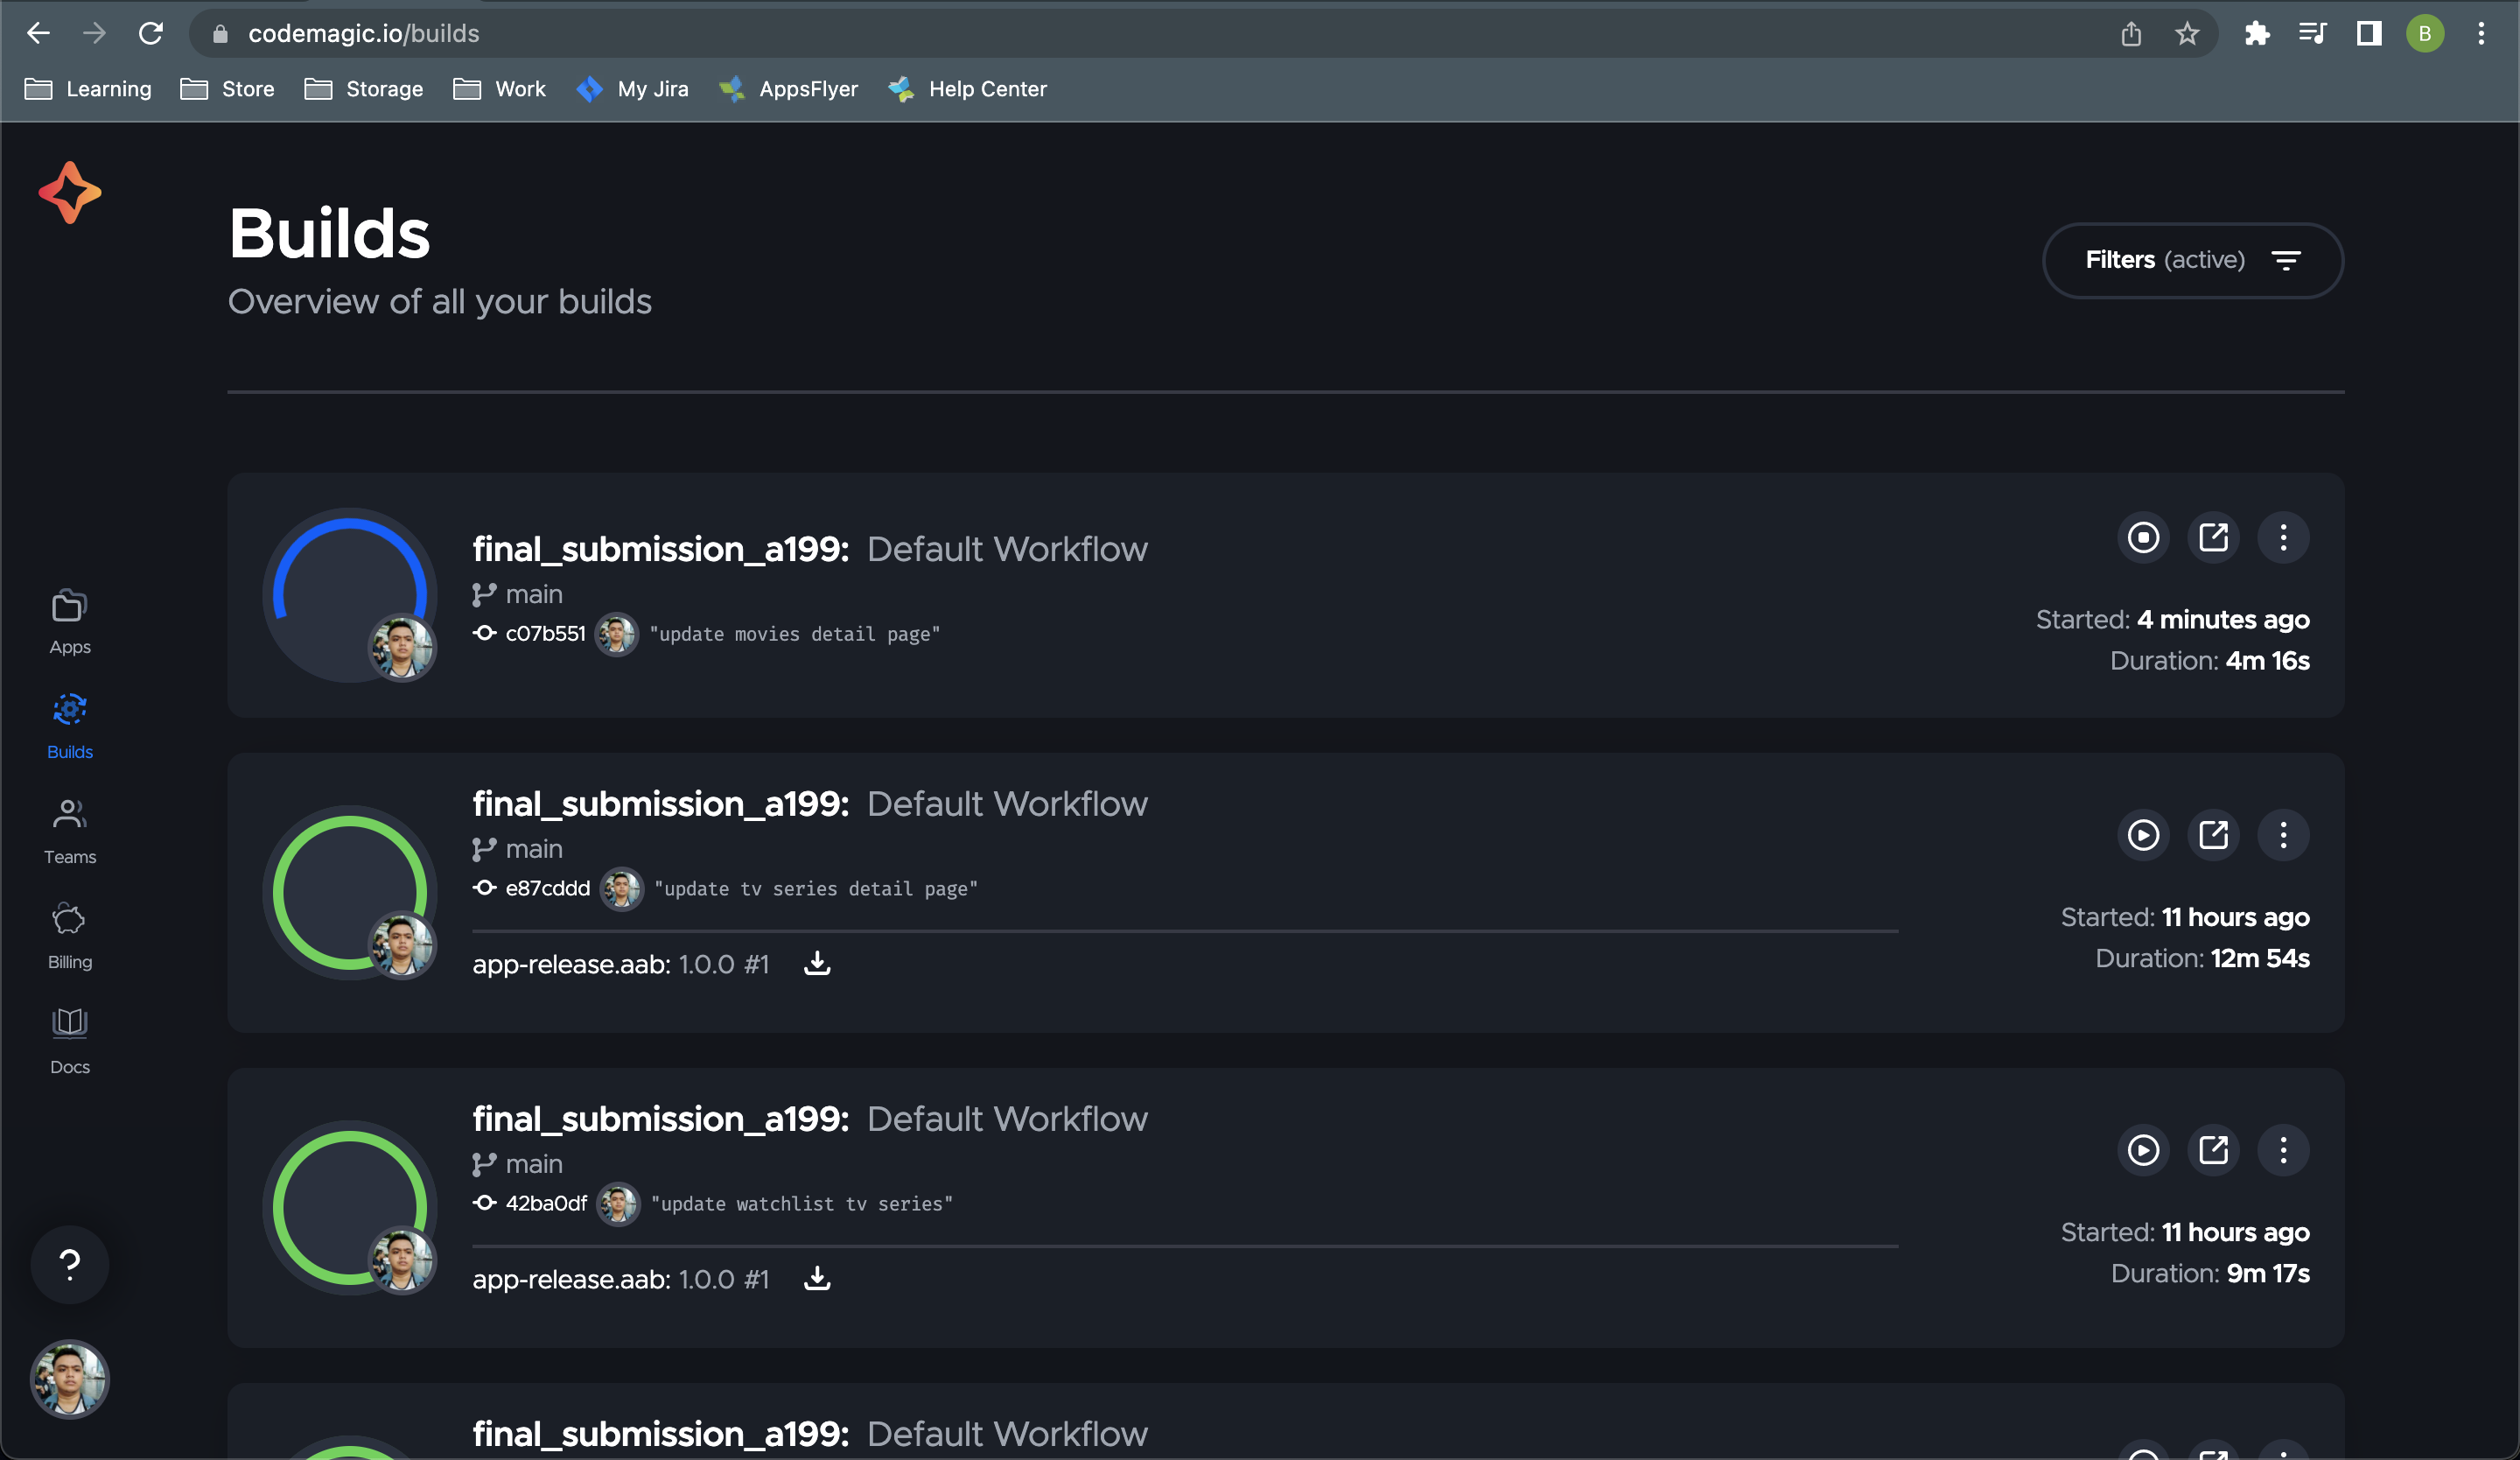 codemagic.io/builds
B
Learning Store Storage Work My Jira AppsFlyer Help Center
Builds
Overview of all your builds
Filters (active)
Apps
Builds
Teams
Billing
Docs
?
final_submission_a199: Default Workflow
main
c07b551 "update movies detail page"
Started: 4 minutes ago
Duration: 4m 16s
final_submission_a199: Default Workflow
main
e87cddd "update tv series detail page"
app-release.aab: 1.0.0 #1
Started: 11 hours ago
Duration: 12m 54s
final_submission_a199: Default Workflow
main
42ba0df "update watchlist tv series"
app-release.aab: 1.0.0 #1
Started: 11 hours ago
Duration: 9m 17s
final_submission_a199: Default Workflow